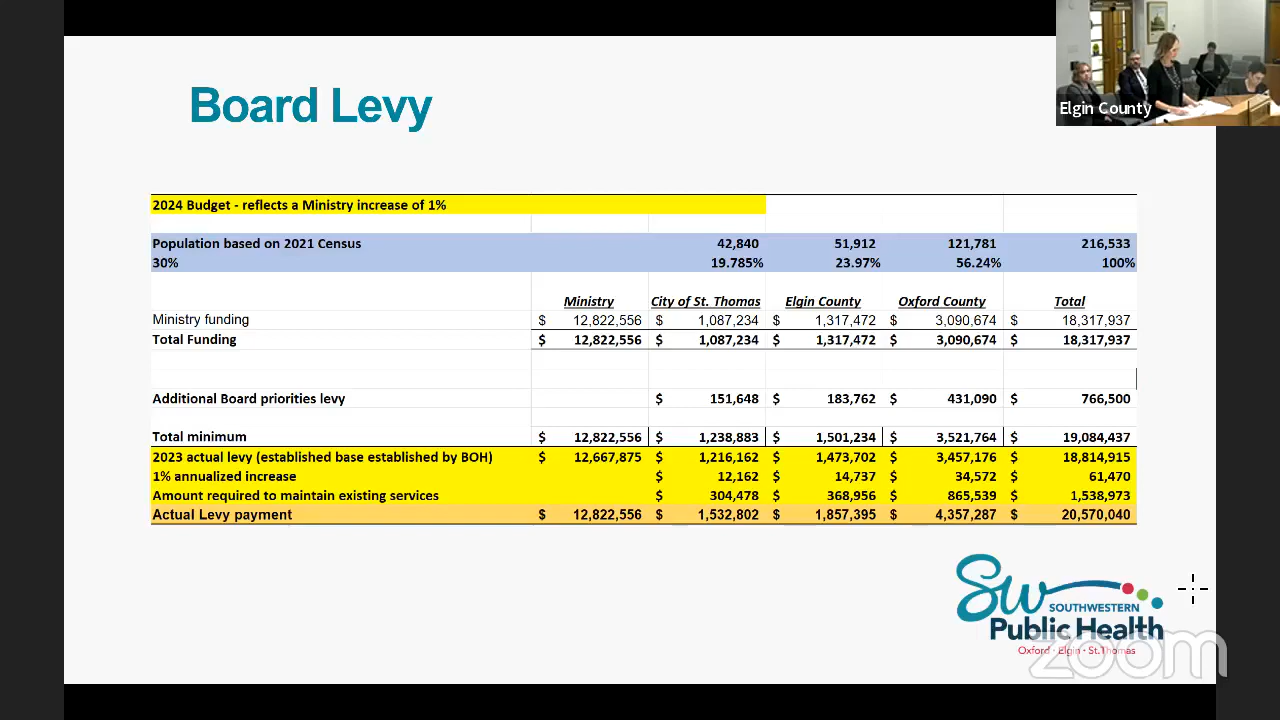 Board Levy
Elgin County
2024 Budget - reflects a Ministry increase of 1%
Population based on 2021 Census 42,840 51,912 121,781 216,533
30% 19.785% 23.97% 56.24% 100%
Ministry City of St. Thomas Elgin County Oxford County Total
Ministry funding $ 12,822,556 $ 1,087,234 $ 1,317,472 $ 3,090,674 $ 18,317,937
Total Funding $ 12,822,556 $ 1,087,234 $ 1,317,472 $ 3,090,674 $ 18,317,937
Additional Board priorities levy $ 151,648 $ 183,762 $ 431,090 $ 766,500
Total minimum $ 12,822,556 $ 1,238,883 $ 1,501,234 $ 3,521,764 $ 19,084,437
2023 actual levy (established base established by BOH) $ 12,667,875 $ 1,216,162 $ 1,473,702 $ 3,457,176 $ 18,814,915
1% annualized increase $ 12,162 $ 14,737 $ 34,572 $ 61,470
Amount required to maintain existing services $ 304,478 $ 368,956 $ 865,539 $ 1,538,973
Actual Levy payment $ 12,822,556 $ 1,532,802 $ 1,857,395 $ 4,357,287 $ 20,570,040
SW
SOUTHWESTERN
Public Health
Oxford · Elgin · St.Thomas
zoom